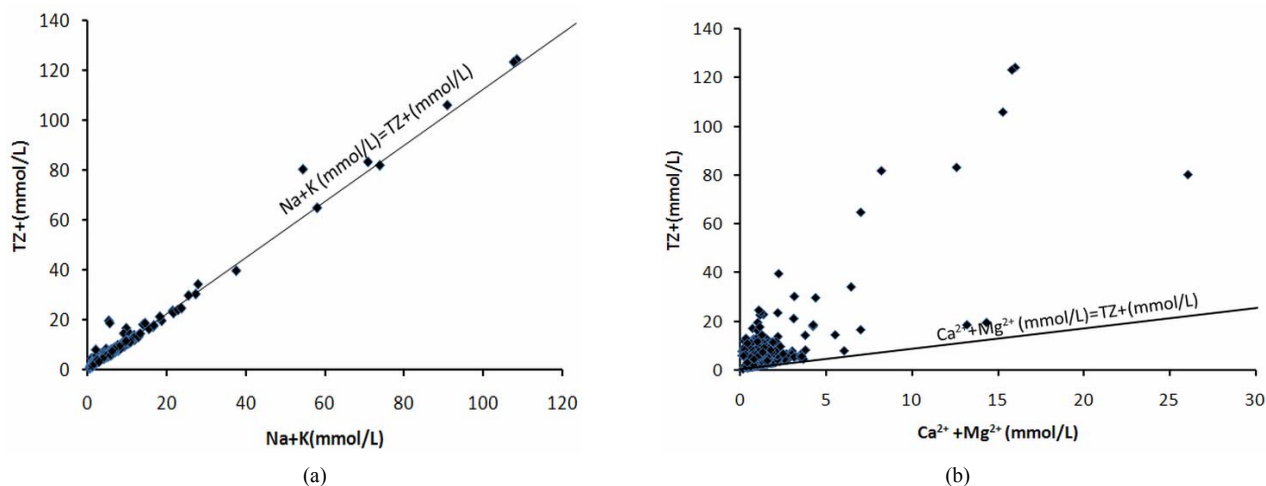 140
120
100
80
60
40
20
0
TZ+(mmol/L)
Na+K (mmol/L)=TZ+(mmol/L)
0 20 40 60 80 100 120
Na+K(mmol/L)
(a)
140
120
100
80
60
40
20
0
TZ+(mmol/L)
Ca²⁺+Mg²⁺ (mmol/L)=TZ+(mmol/L)
0 5 10 15 20 25 30
Ca²⁺ +Mg²⁺ (mmol/L)
(b)